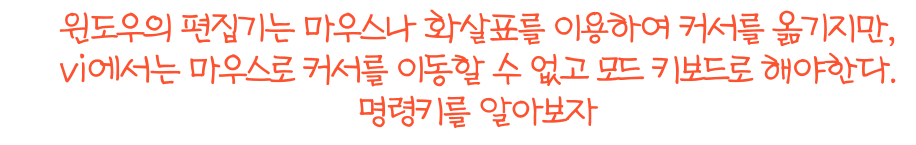 윈도우의 편집기는 마우스나 화살표를 이용하여 커서를 옮기지만,
vi에서는 마우스로 커서를 이동할 수 없고 모드 키보드로 해야한다.
명령키를 알아보자